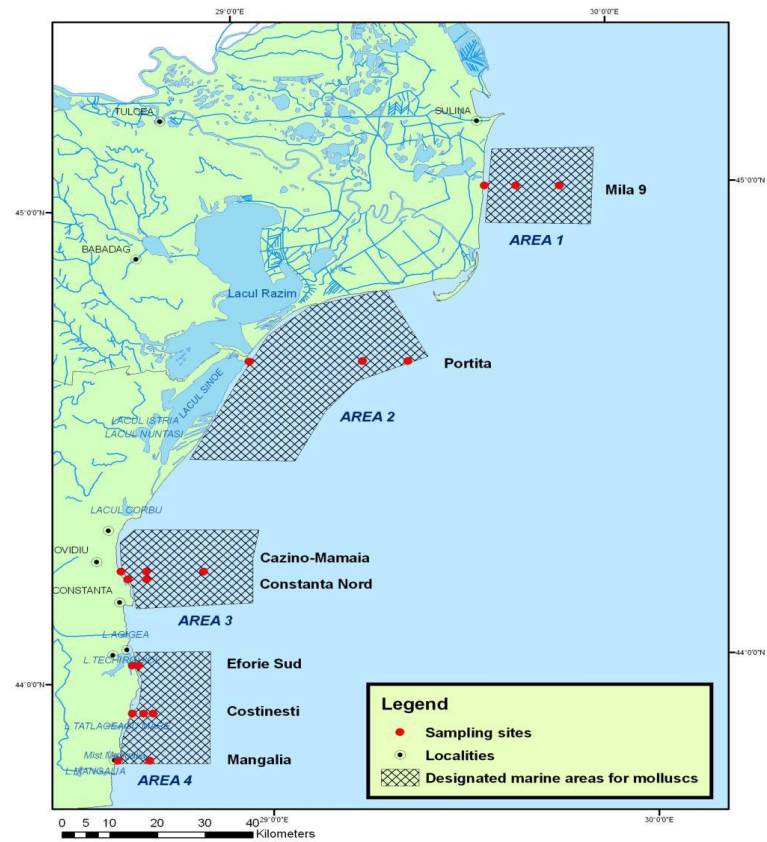 29°0'0"E
30°0'0"E
TULCEA
SULINA
45°0'0"N
Mila 9
45°0'0"N
AREA 1
BABADAG
Lacul Razim
Portita
LACUL SINOE
AREA 2
LACUL ISTRIA
LACUL NUNTASI
LACUL CORBU
OVIDIU
Cazino-Mamaia
CONSTANTA
Constanta Nord
AREA 3
L.AGIGEA
44°0'0"N
L.TECHIRGHIOL
Eforie Sud
44°0'0"N
Costinesti
Legend
Sampling sites
Localities
Designated marine areas for molluscs
Mangalia
L.MANGALIA
AREA 4
0 5 10 20 30 40
Kilometers
29°0'0"E
30°0'0"E